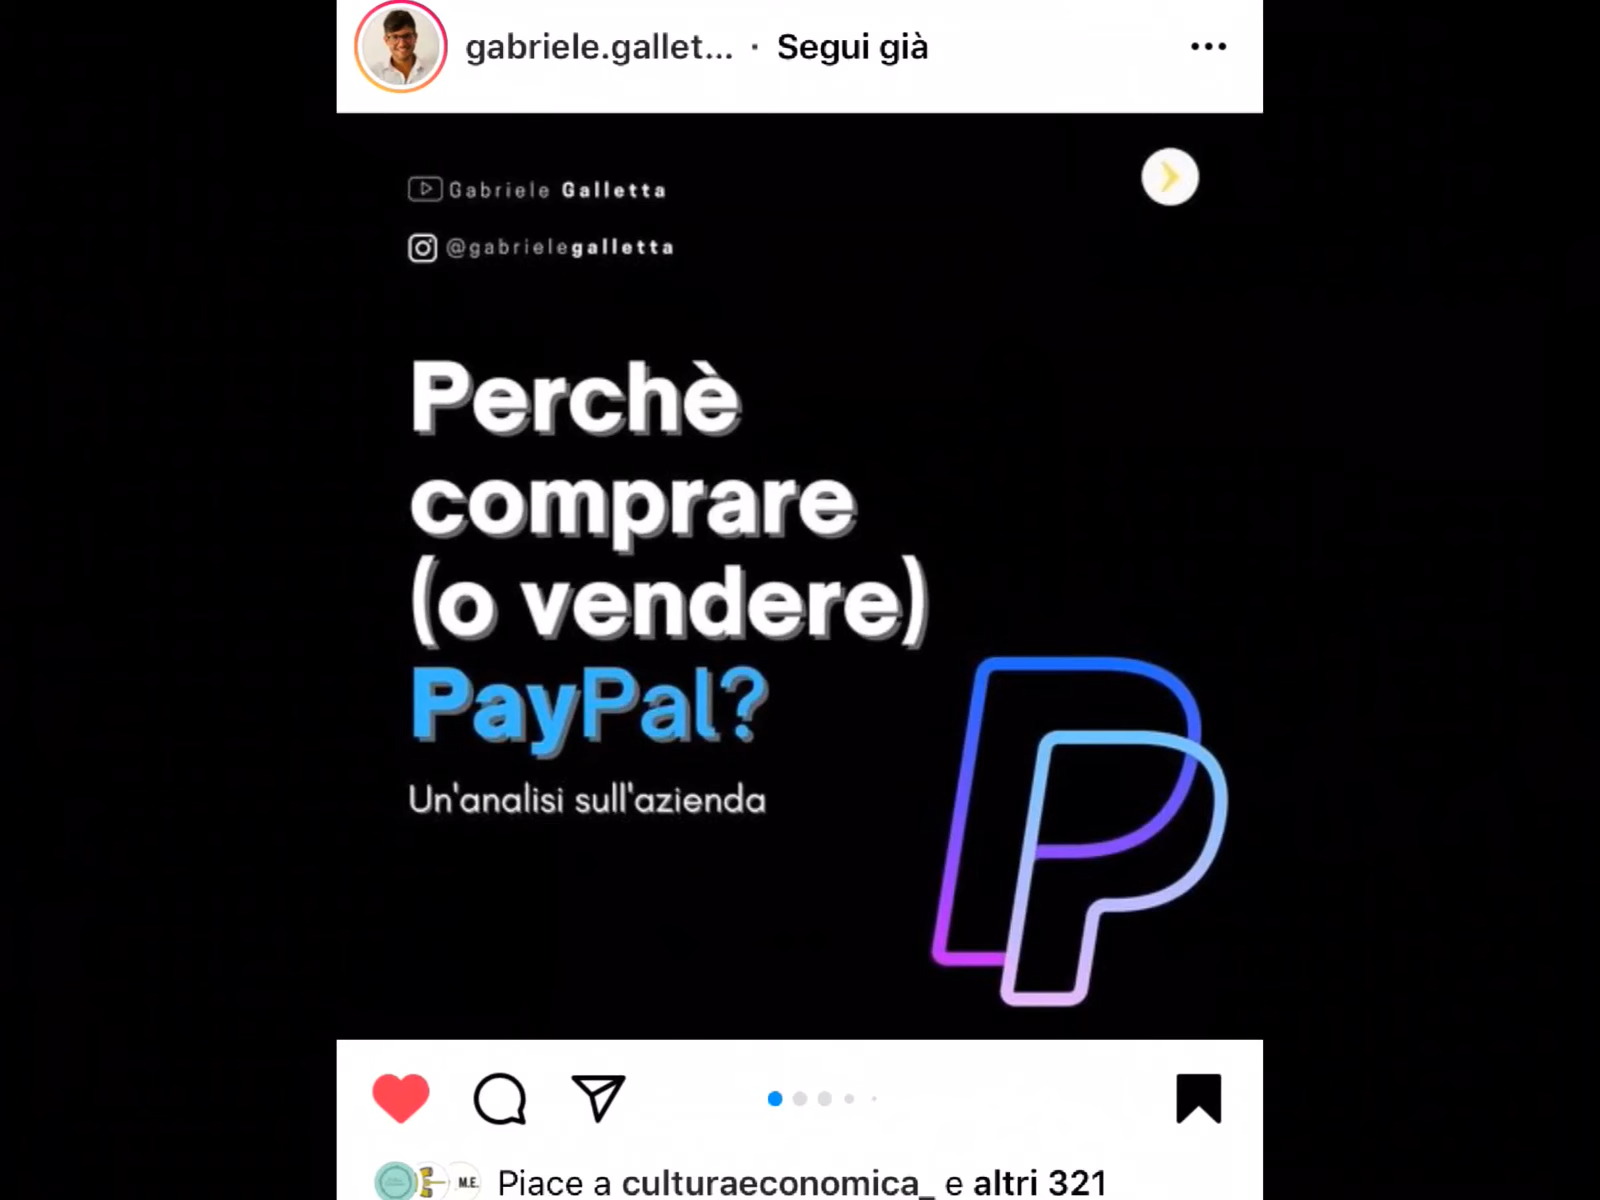 gabriele.gallet... · Segui già
Gabriele Galletta
@gabrielegalletta
Perchè
comprare
(o vendere)
PayPal?
Un'analisi sull'azienda
M.E.
Piace a culturaeconomica_ e altri 321